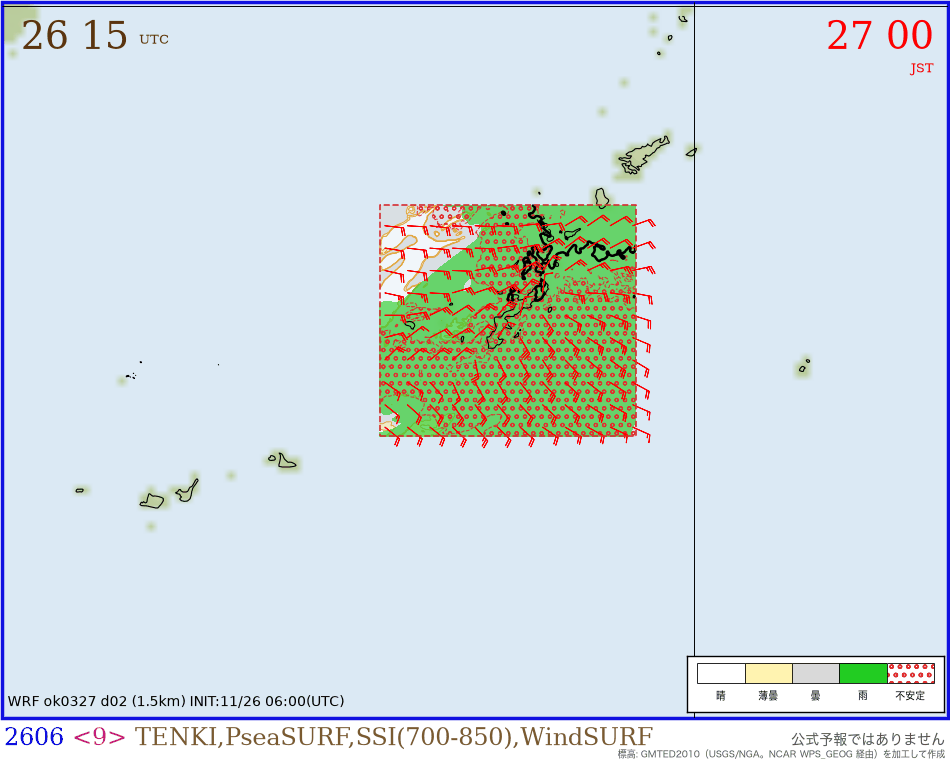 26 15 UTC
27 00
JST
晴 薄曇 曇 雨 不安定
WRF ok0327 d02 (1.5km) INIT:11/26 06:00(UTC)
2606 <9> TENKI,PseaSURF,SSI(700-850),WindSURF
公式予報ではありません
標高: GMTED2010（USGS/NGA。NCAR WPS_GEOG 経由）を加工して作成